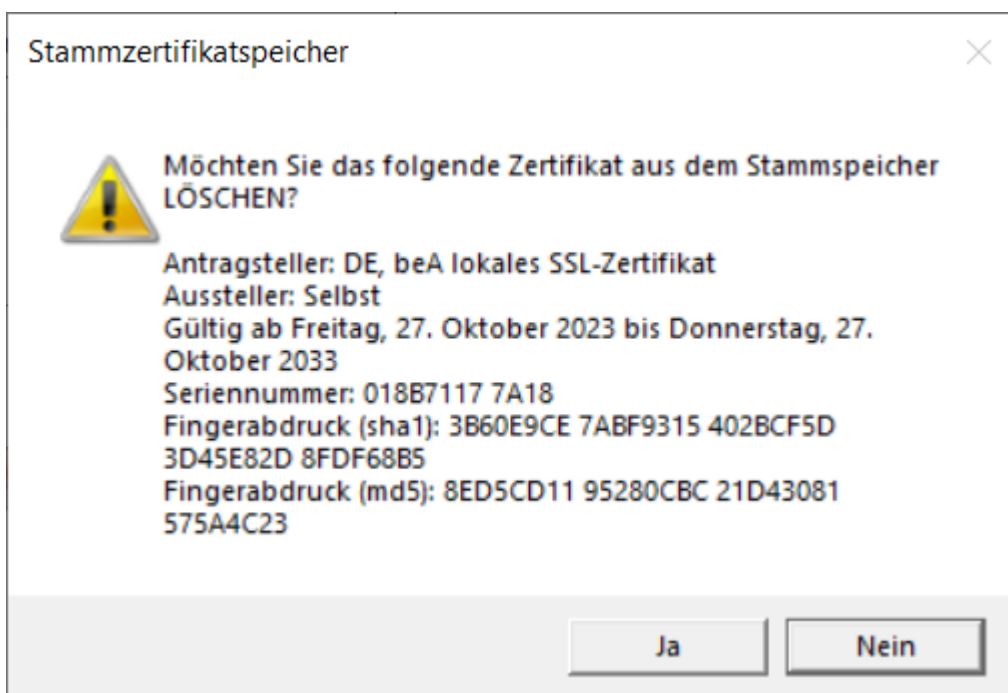 Stammzertifikatspeicher
Möchten Sie das folgende Zertifikat aus dem Stammspeicher
LÖSCHEN?
Antragsteller: DE, beA lokales SSL-Zertifikat
Aussteller: Selbst
Gültig ab Freitag, 27. Oktober 2023 bis Donnerstag, 27.
Oktober 2033
Seriennummer: 018B7117 7A18
Fingerabdruck (sha1): 3B60E9CE 7ABF9315 402BCF5D
3D45E82D 8FDF68B5
Fingerabdruck (md5): 8ED5CD11 95280CBC 21D43081
575A4C23
Ja
Nein